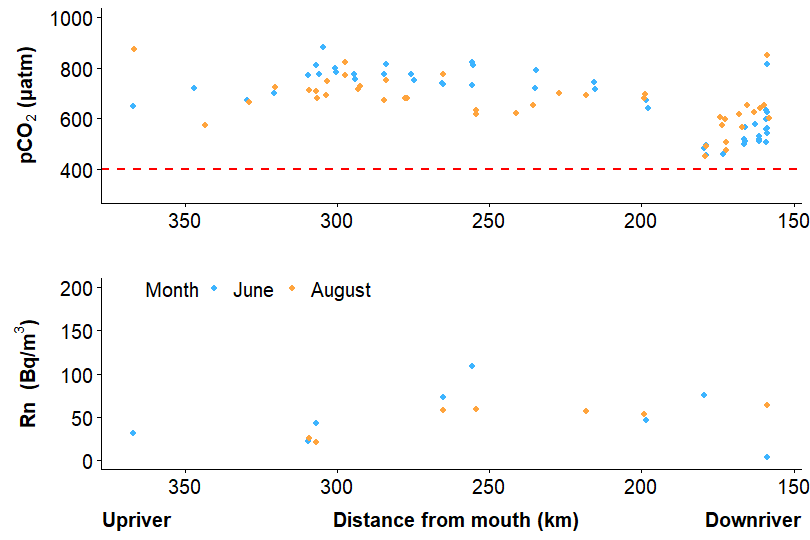 1000
800
600
400
pCO₂ (µatm)
350 300 250 200 150
Month June August
200
150
100
50
0
Rn (Bq/m³)
350 300 250 200 150
Upriver Distance from mouth (km) Downriver